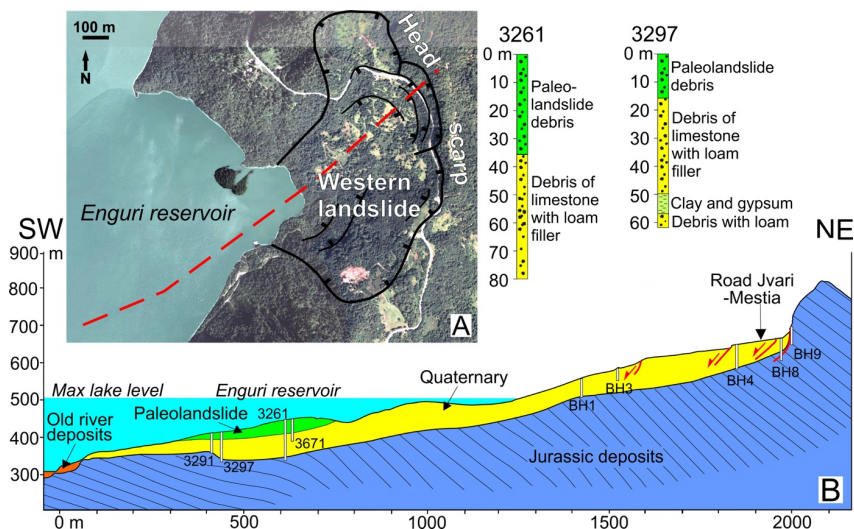 100 m
N
Head
scarp
Western
landslide
Enguri reservoir
A
3261
0 m
10
20
30
40
50
60
70
80
Paleo-
landslide
debris
Debris of
limestone
with loam
filler
3297
0 m
10
20
30
40
50
60
Paleolandslide
debris
Debris of
limestone
with loam
filler
Clay and gypsum
Debris with loam
SW
NE
900 m
800
700
600
500
400
300
Max lake level
Enguri reservoir
Old river
deposits
Paleolandslide
3261
3671
3291
3297
Quaternary
Road Jvari
-Mestia
BH1
BH3
BH4
BH8
BH9
Jurassic deposits
B
0 m
500
1000
1500
2000